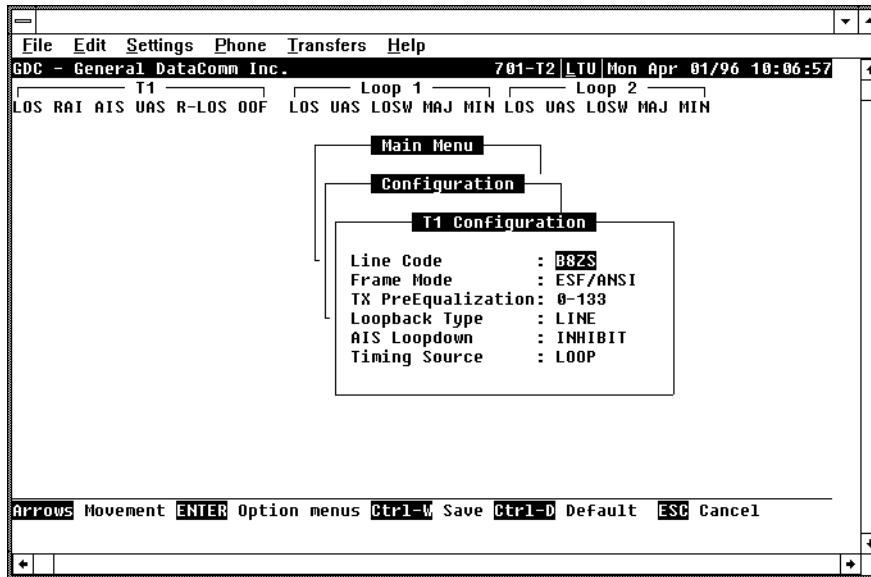 File Edit Settings Phone Transfers Help
GDC - General DataComm Inc. 701-T2|LTU|Mon Apr 01/96 10:06:57
T1 Loop 1 Loop 2
LOS RAI AIS UAS R-LOS OOF LOS UAS LOSW MAJ MIN LOS UAS LOSW MAJ MIN
Main Menu
Configuration
T1 Configuration
Line Code : B8ZS
Frame Mode : ESF/ANSI
TX PreEqualization: 0-133
Loopback Type : LINE
AIS Loopdown : INHIBIT
Timing Source : LOOP
Arrows Movement ENTER Option menus Ctrl-W Save Ctrl-D Default ESC Cancel